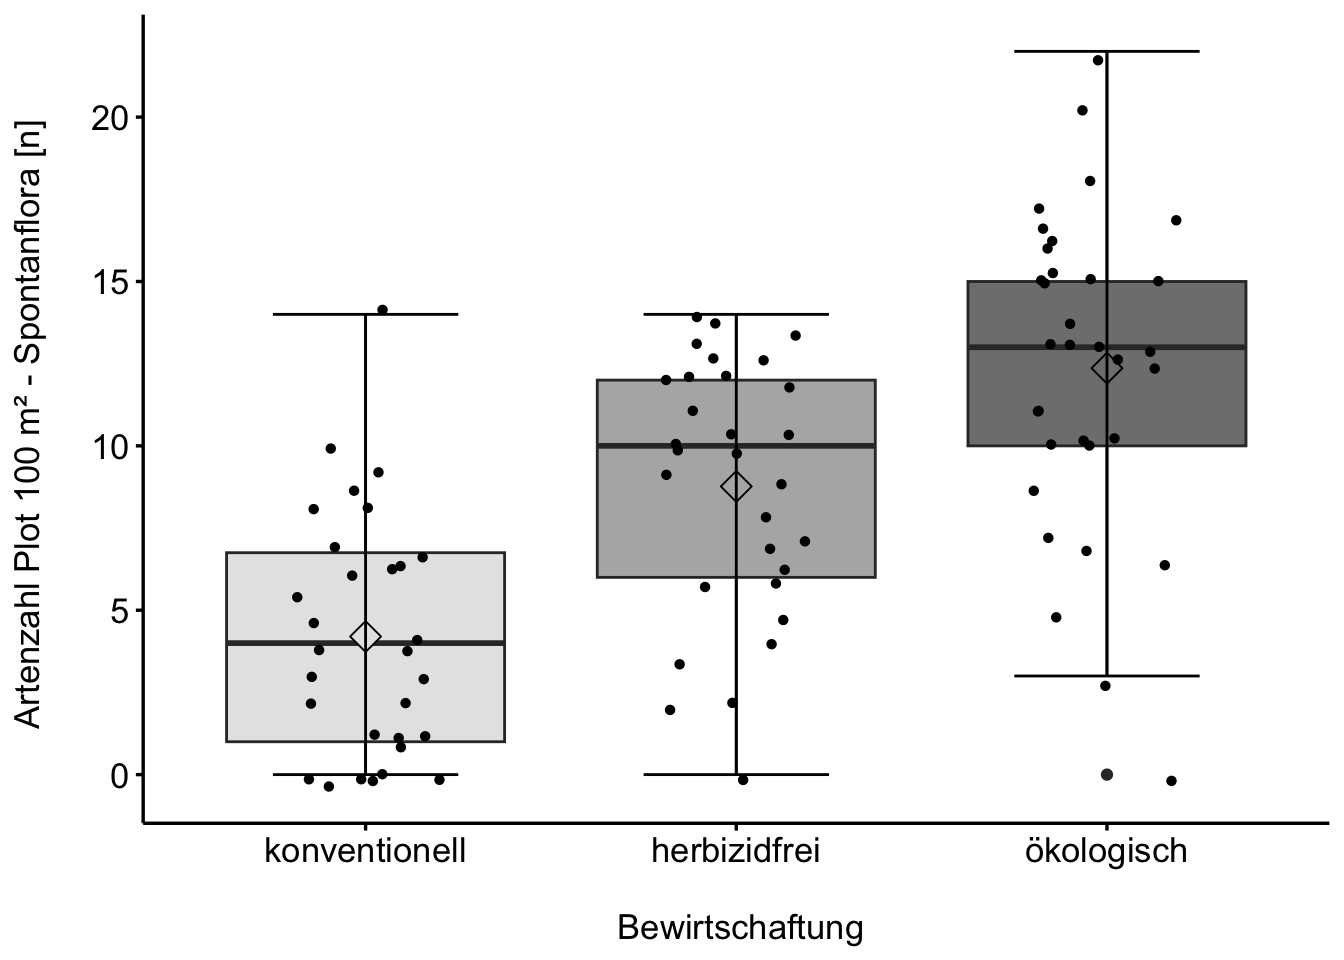 Artenzahl Plot 100 m² - Spontanflora [n]
20
15
10
5
0
konventionell herbizidfrei ökologisch
Bewirtschaftung